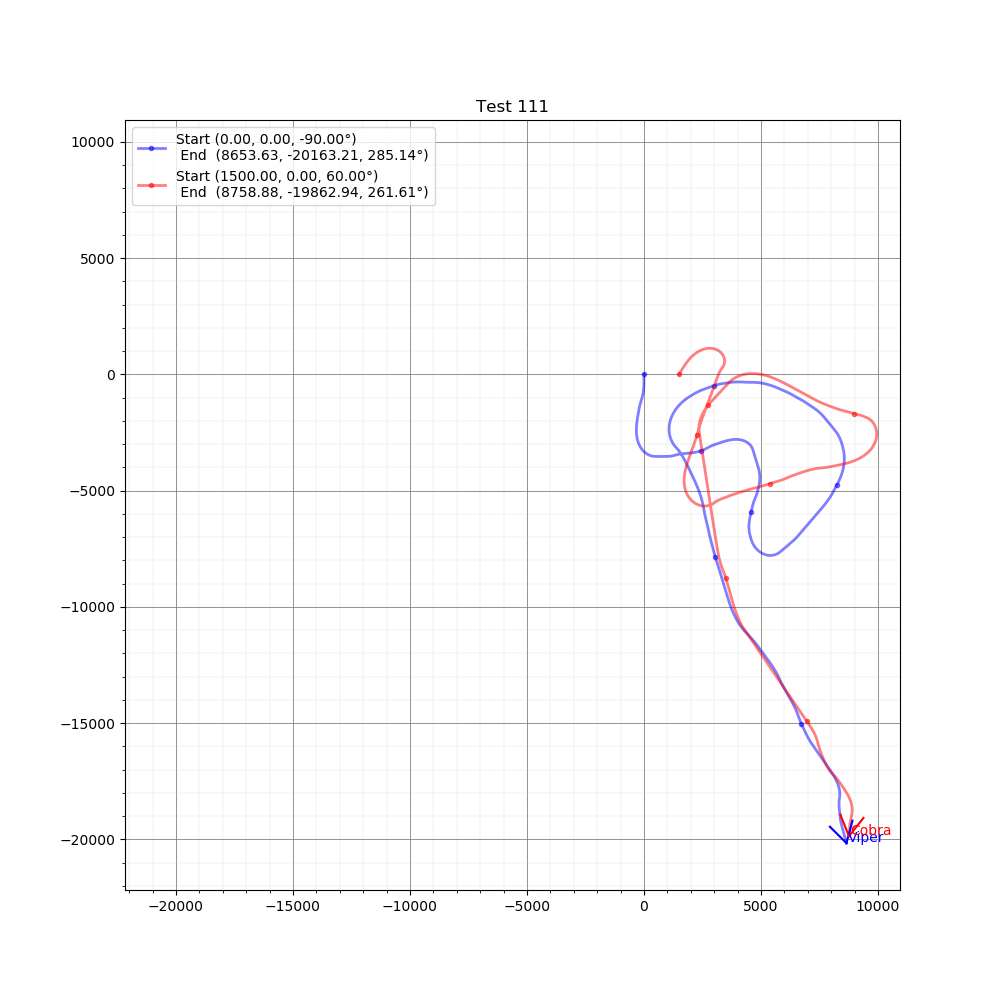 Test 111
Start (0.00, 0.00, -90.00°)
End (8653.63, -20163.21, 285.14°)
Start (1500.00, 0.00, 60.00°)
End (8758.88, -19862.94, 261.61°)
10000
5000
0
−5000
−10000
−15000
−20000
Cobra
Viper
−20000 −15000 −10000 −5000 0 5000 10000